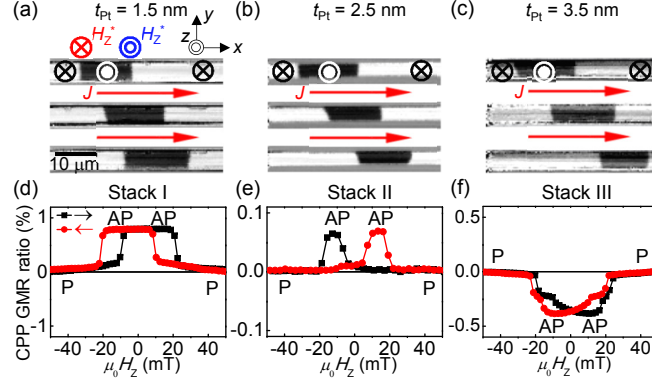 (a) t_Pt = 1.5 nm
(b) t_Pt = 2.5 nm
(c) t_Pt = 3.5 nm
H_Z^* H_Z^* z y x
J J J
10 μm
(d) Stack I
(e) Stack II
(f) Stack III
CPP GMR ratio (%)
1 0 -1
AP AP
P P
-40 -20 0 20 40
μ₀H_Z (mT)
0.1 0.0 -0.1
AP AP
P P
-40 -20 0 20 40
μ₀H_Z (mT)
0.0 -0.5
P P
AP AP
-40 -20 0 20 40
μ₀H_Z (mT)